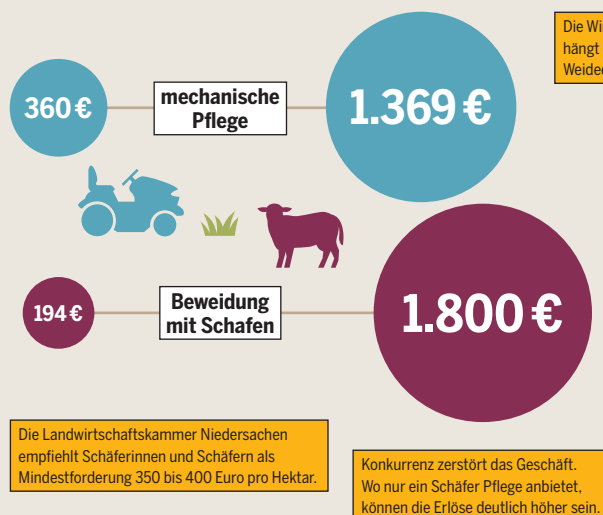 Die Wi
hängt
Weide
360 €
mechanische
Pflege
1.369 €
194 €
Beweidung
mit Schafen
1.800 €
Die Landwirtschaftskammer Niedersachen
empfiehlt Schäferinnen und Schäfern als
Mindestforderung 350 bis 400 Euro pro Hektar.
Konkurrenz zerstört das Geschäft.
Wo nur ein Schäfer Pflege anbietet,
können die Erlöse deutlich höher sein.